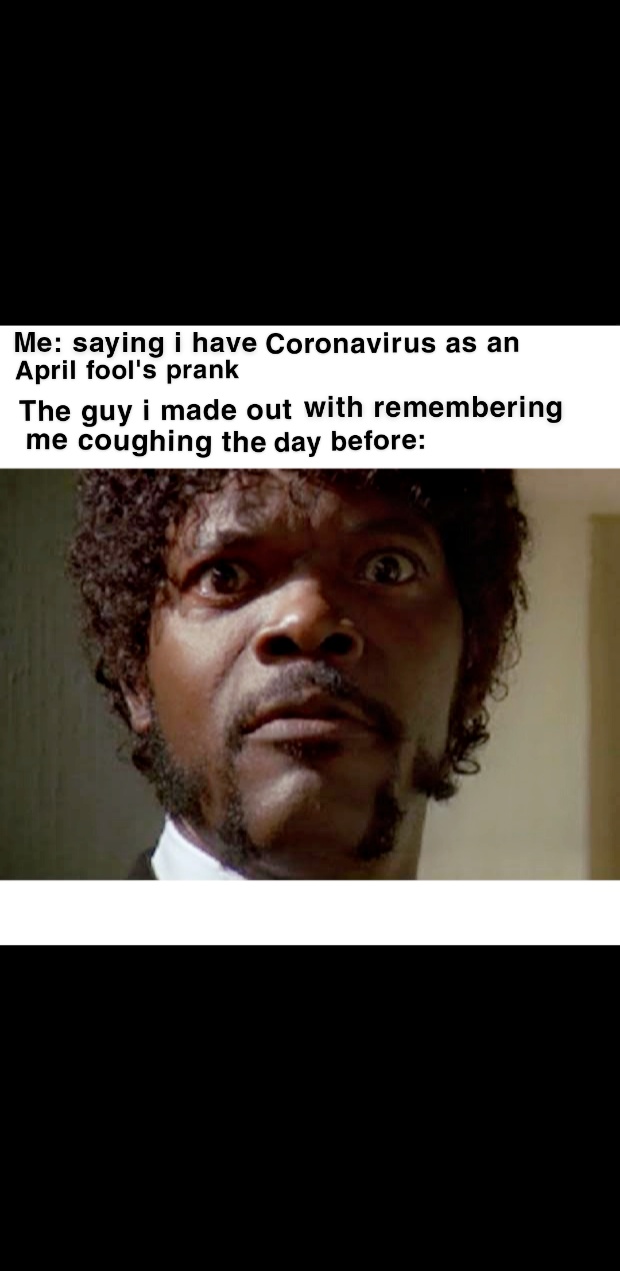 Me: saying i have Coronavirus as an
April fool's prank
The guy i made out with remembering
me coughing the day before: